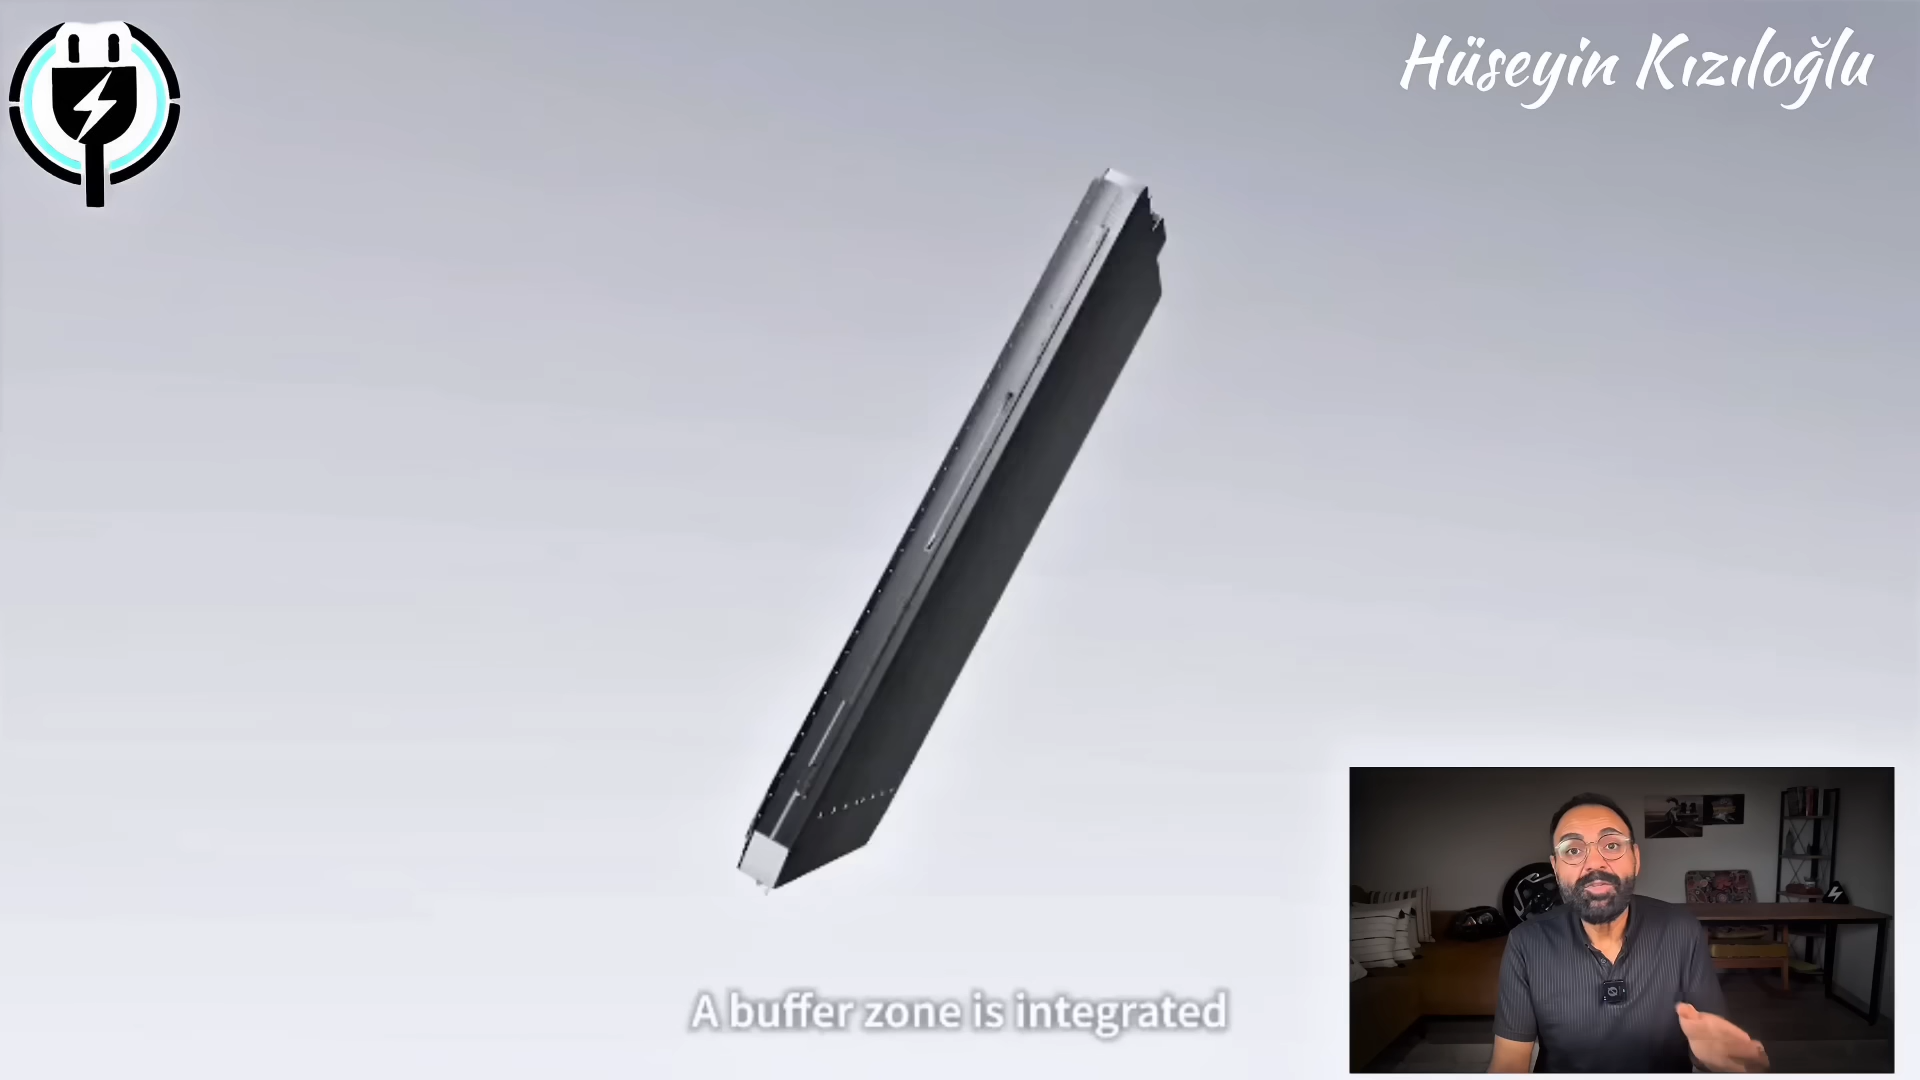 Hüseyin Kızıloğlu
A buffer zone is integrated